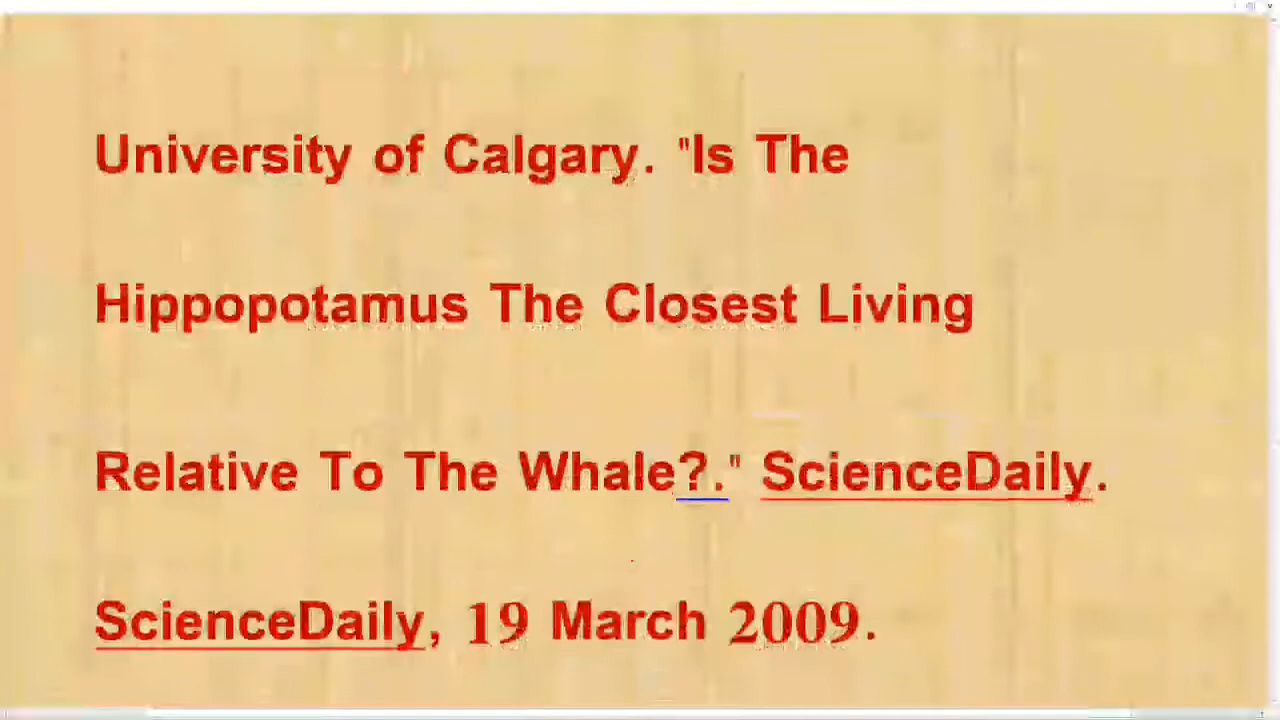 University of Calgary. "Is The
Hippopotamus The Closest Living
Relative To The Whale?." ScienceDaily.
ScienceDaily, 19 March 2009.